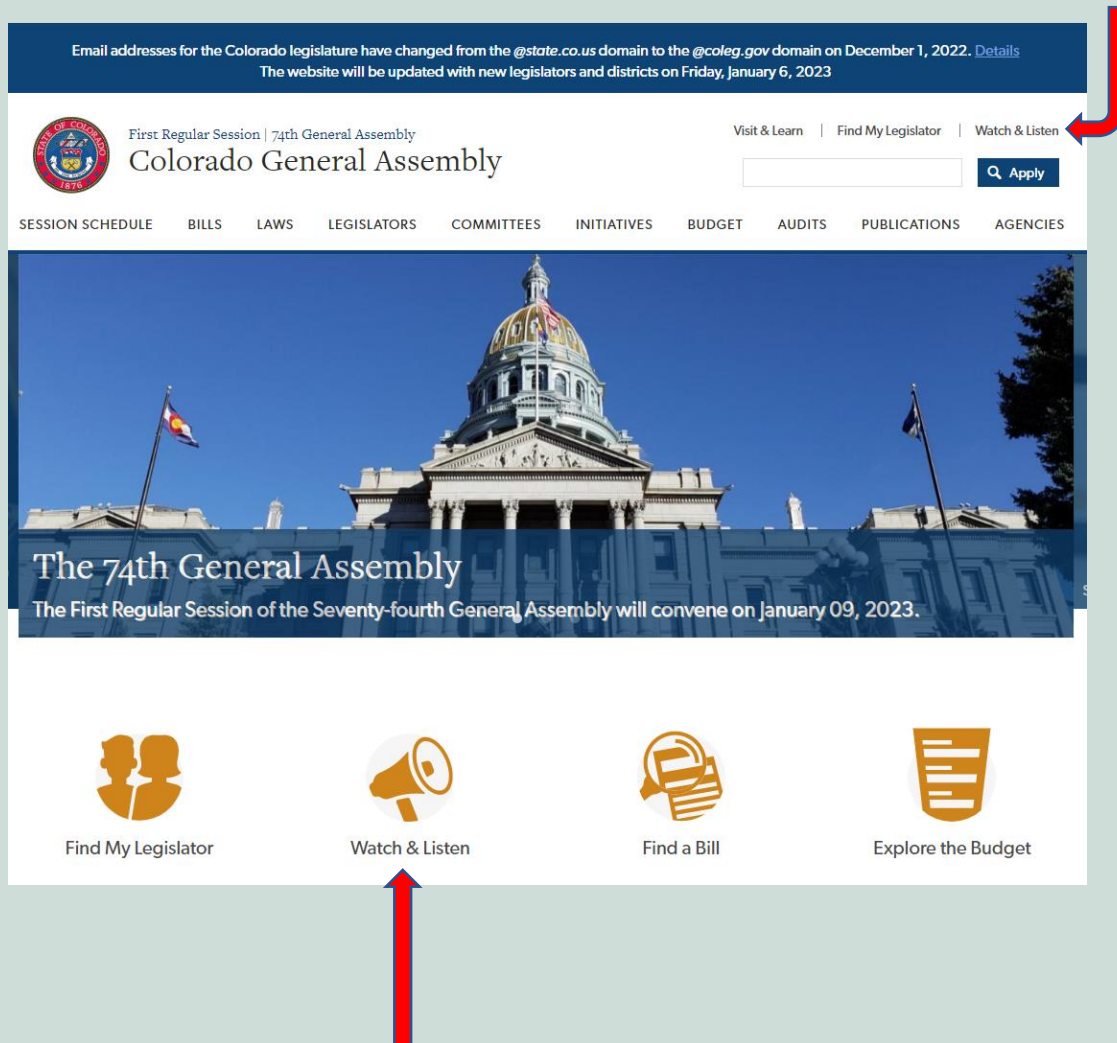 Email addresses for the Colorado legislature have changed from the @state.co.us domain to the @coleg.gov domain on December 1, 2022. Details
The website will be updated with new legislators and districts on Friday, January 6, 2023
STATE OF COLORADO
1876
First Regular Session | 74th General Assembly
Colorado General Assembly
Visit & Learn | Find My Legislator | Watch & Listen
Apply
SESSION SCHEDULE BILLS LAWS LEGISLATORS COMMITTEES INITIATIVES BUDGET AUDITS PUBLICATIONS AGENCIES
The 74th General Assembly
The First Regular Session of the Seventy-fourth General Assembly will convene on January 09, 2023.
Find My Legislator Watch & Listen Find a Bill Explore the Budget